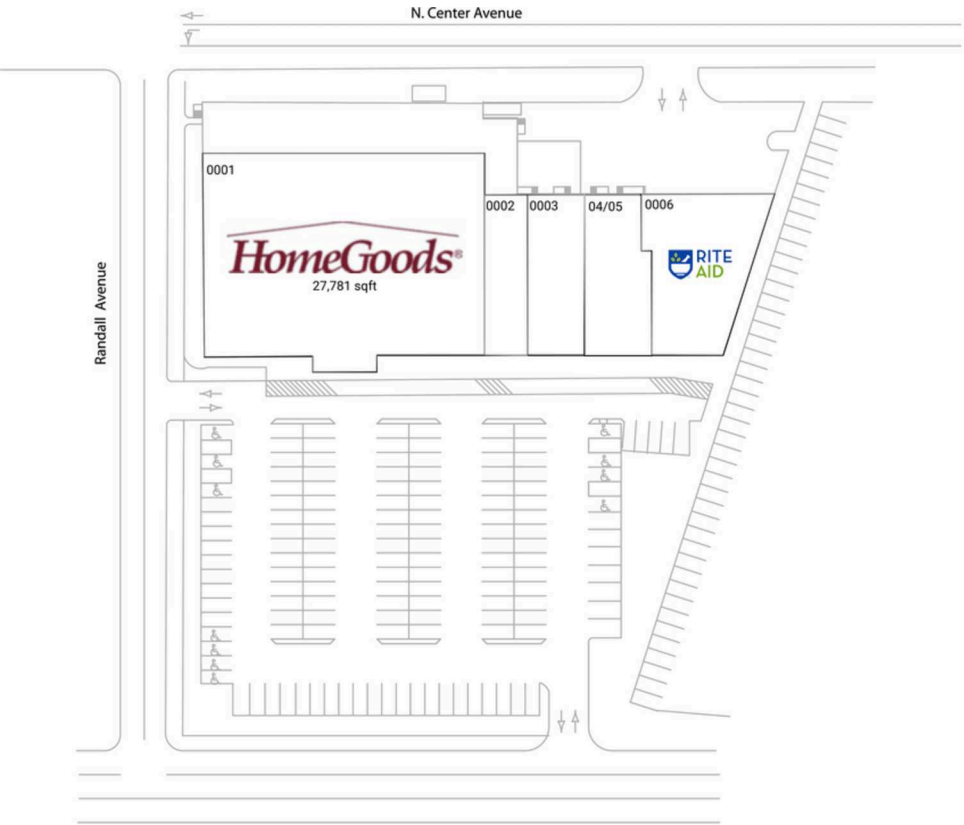 N. Center Avenue
0001
0002
0003
04/05
0006
HomeGoods®
27,781 sqft
RITE
AID
Randall Avenue